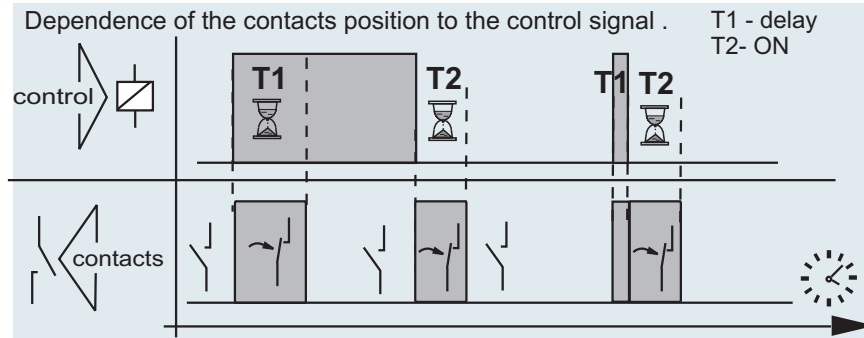 Dependence of the contacts position to the control signal .
T1 - delay
T2- ON
control
T1
T2
T1
T2
contacts